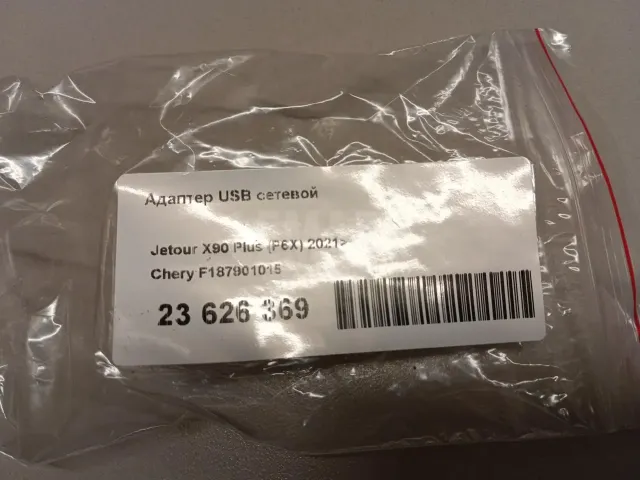 Адаптер USB сетевой
Jetour X90 Plus (F6X) 2021>
Chery F187901015
23 626 369